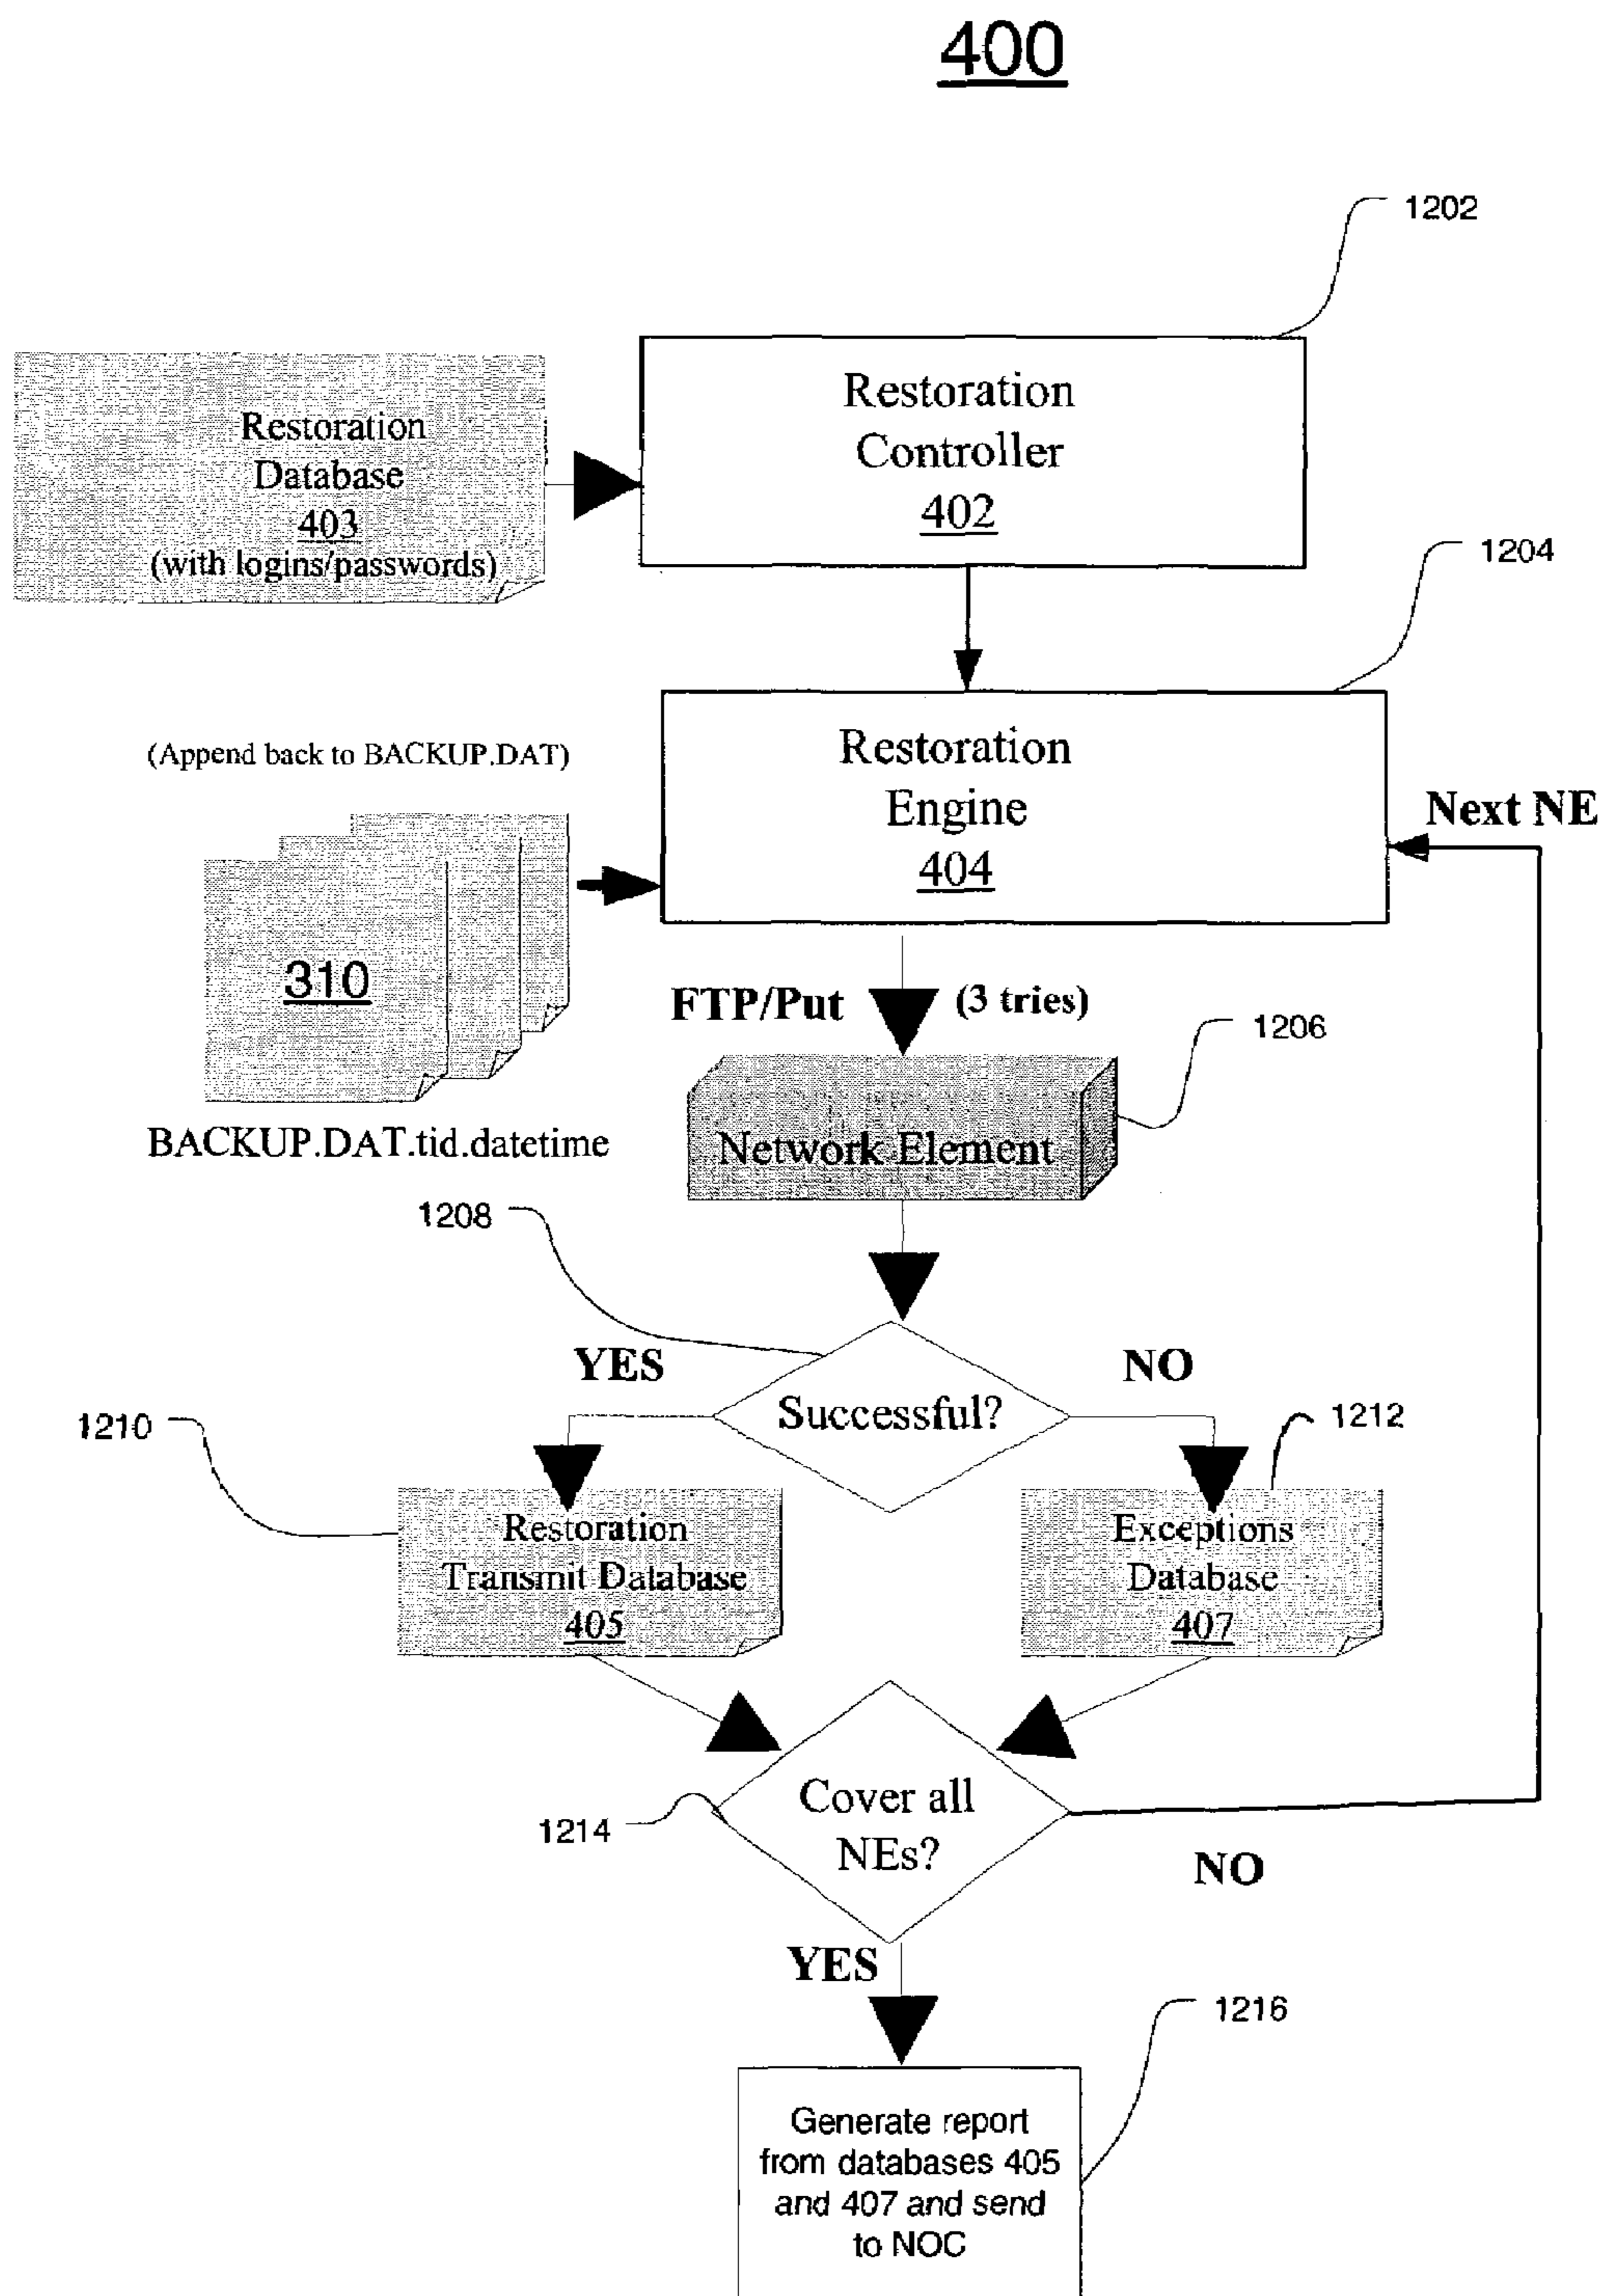 400
1202
Restoration
Controller
402
Restoration
Database
403
(with logins/passwords)
1204
Restoration
Engine
404
(Append back to BACKUP.DAT)
Next NE
310
FTP/Put (3 tries)
1206
BACKUP.DAT.tid.datetime
Network Element
1208
YES
NO
Successful?
1210
1212
Restoration
Transmit Database
405
Exceptions
Database
407
Cover all
NEs?
1214
NO
YES
1216
Generate report
from databases 405
and 407 and send
to NOC